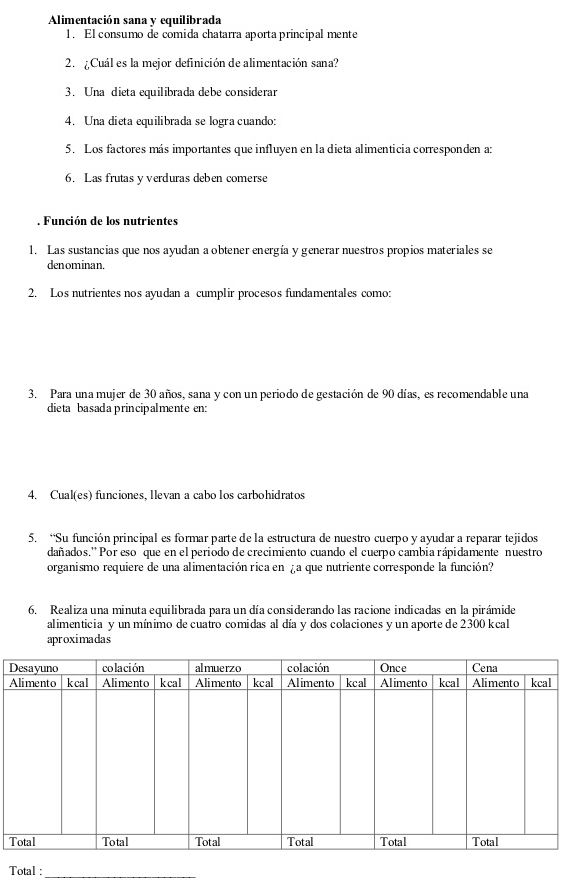 Alimentación sana y equilibrada
1. El consumo de comida chatarra aporta principal mente
2. ¿Cuál es la mejor definición de alimentación sana?
3. Una dieta equilibrada debe considerar
4. Una dieta equilibrada se logra cuando:
5. Los factores más importantes que influyen en la dieta alimenticia corresponden a:
6. Las frutas y verduras deben comerse
. Función de los nutrientes
1. Las sustancias que nos ayudan a obtener energía y generar nuestros propios materiales se
denominan.
2. Los nutrientes nos ayudan a cumplir procesos fundamentales como:
3. Para una mujer de 30 años, sana y con un periodo de gestación de 90 días, es recomendable una
dieta basada principalmente en:
4. Cual(es) funciones, llevan a cabo los carbohidratos
5. “Su función principal es formar parte de la estructura de nuestro cuerpo y ayudar a reparar tejidos
dañados.” Por eso que en el periodo de crecimiento cuando el cuerpo cambia rápidamente nuestro
organismo requiere de una alimentación rica en ¿a que nutriente corresponde la función?
6. Realiza una minuta equilibrada para un día considerando las racione indicadas en la pirámide
alimenticia y un mínimo de cuatro comidas al día y dos colaciones y un aporte de 2300 kcal
aproximadas
Desayuno colación almuerzo colación Once Cena
Alimento kcal Alimento kcal Alimento kcal Alimento kcal Alimento kcal Alimento kcal
Total Total Total Total Total Total
Total :____________________